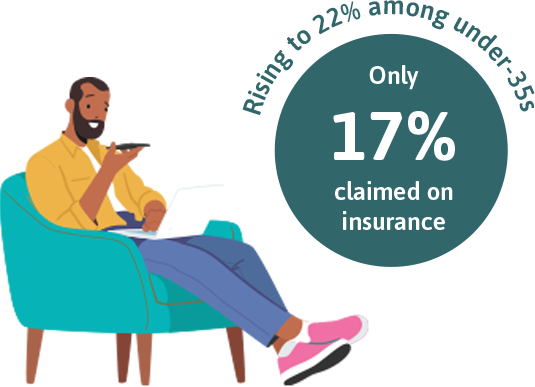 Rising to 22% among under-35s
Only
17%
claimed on
insurance